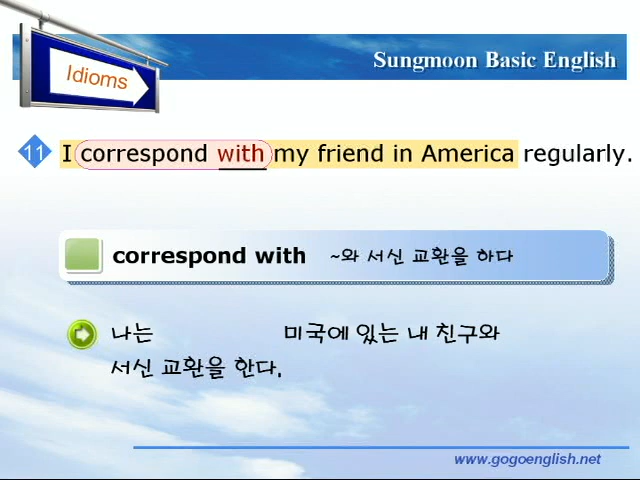 Idioms
Sungmoon Basic English
11 I correspond with my friend in America regularly.
correspond with ~와 서신 교환을 하다
나는 미국에 있는 내 친구와
서신 교환을 한다.
www.gogoenglish.net